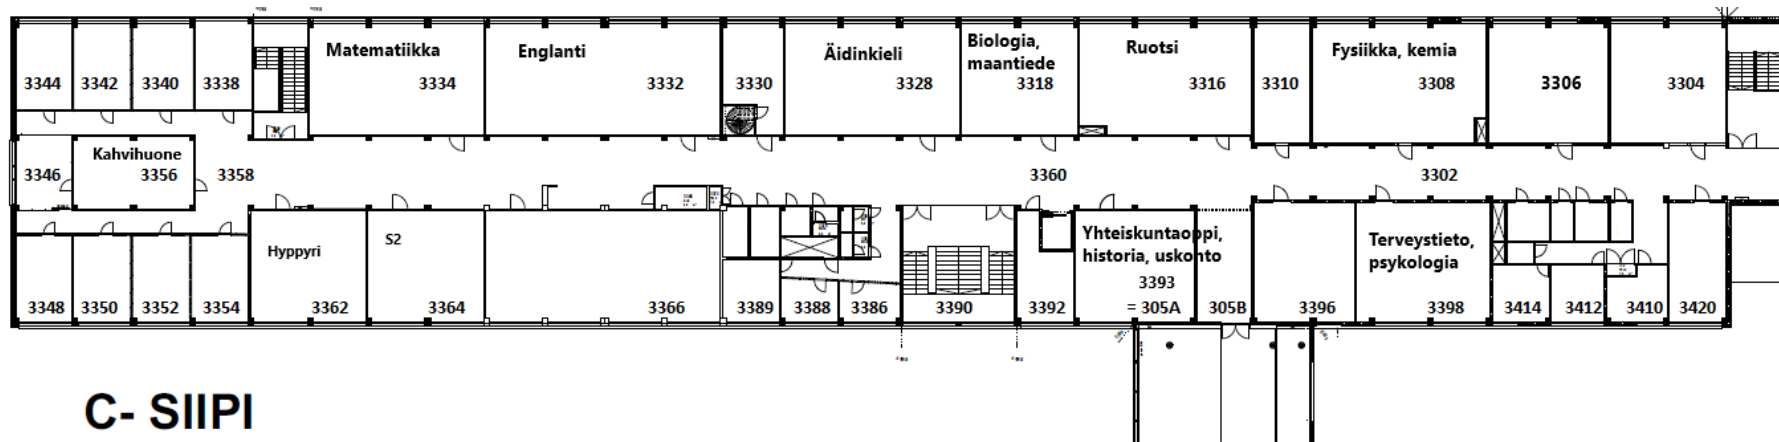 Matematiikka
Englanti
Äidinkieli
Biologia,
maantiede
Ruotsi
Fysiikka, kemia
3344
3342
3340
3338
3334
3332
3330
3328
3318
3316
3310
3308
3306
3304
Kahvihuone
3346
3356
3358
3360
3302
Hyppyri
S2
Yhteiskuntaoppi,
historia, uskonto
3393
= 305A
305B
Terveystieto,
psykologia
3348
3350
3352
3354
3362
3364
3366
3389
3388
3386
3390
3392
3396
3398
3414
3412
3410
3420
C- SIIPI